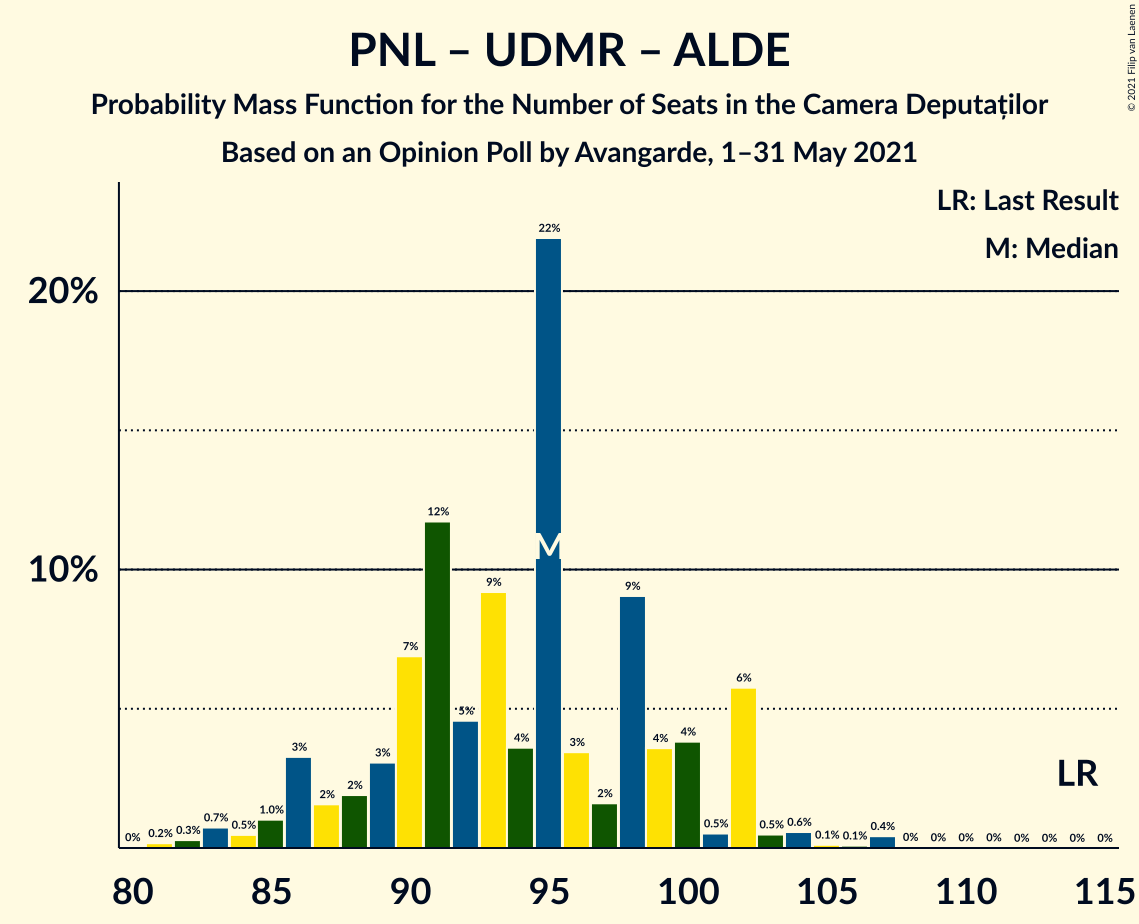 PNL – UDMR – ALDE
Probability Mass Function for the Number of Seats in the Camera Deputaților
Based on an Opinion Poll by Avangarde, 1–31 May 2021
© 2021 Filip van Laenen
LR: Last Result
M: Median
20%
10%
0% 0.2% 0.3% 0.7% 0.5% 1.0% 3% 2% 2% 3% 7% 12% 5% 9% 4% 22% 3% 2% 9% 4% 4% 0.5% 6% 0.5% 0.6% 0.1% 0.1% 0.4% 0% 0% 0% 0% 0% 0% 0% 0%
M
LR
80 85 90 95 100 105 110 115